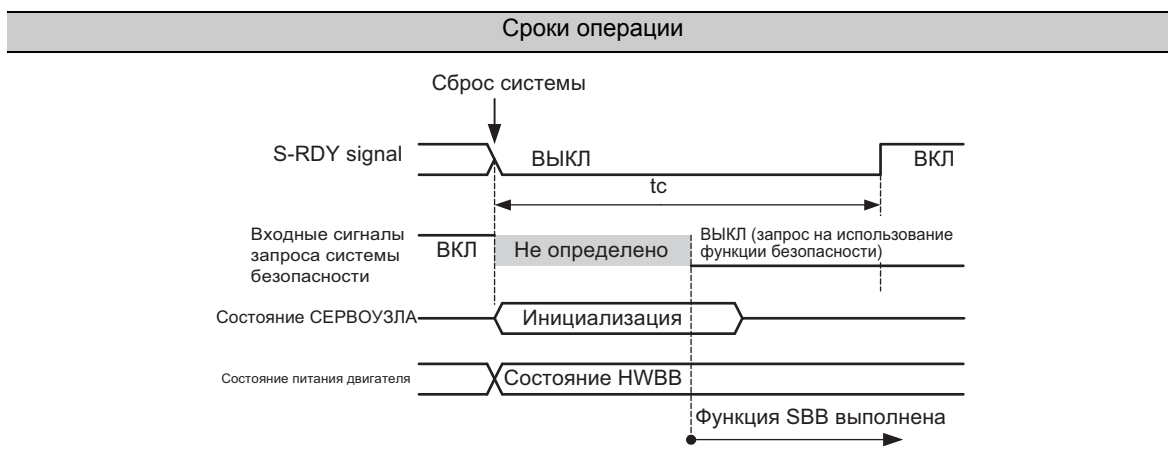 Сроки операции
Сброс системы
S-RDY signal
ВЫКЛ
ВКЛ
tc
Входные сигналы
запроса системы
безопасности
ВКЛ
Не определено
ВЫКЛ (запрос на использование
функции безопасности)
Состояние СЕРВОУЗЛА
Инициализация
Состояние питания двигателя
Состояние HWBB
Функция SBB выполнена